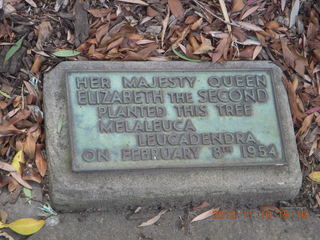 HER MAJESTY QUEEN
ELIZABETH THE SECOND
PLANTED THIS TREE
MELALEUCA
LEUCADENDRA
ON FEBRUARY 8TH 1954